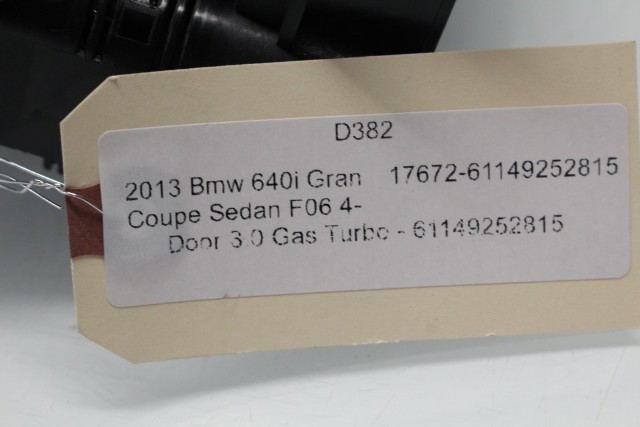 D382
2013 Bmw 640i Gran 17672-61149252815
Coupe Sedan F06 4-
Door 3.0 Gas Turbo - 61149252815